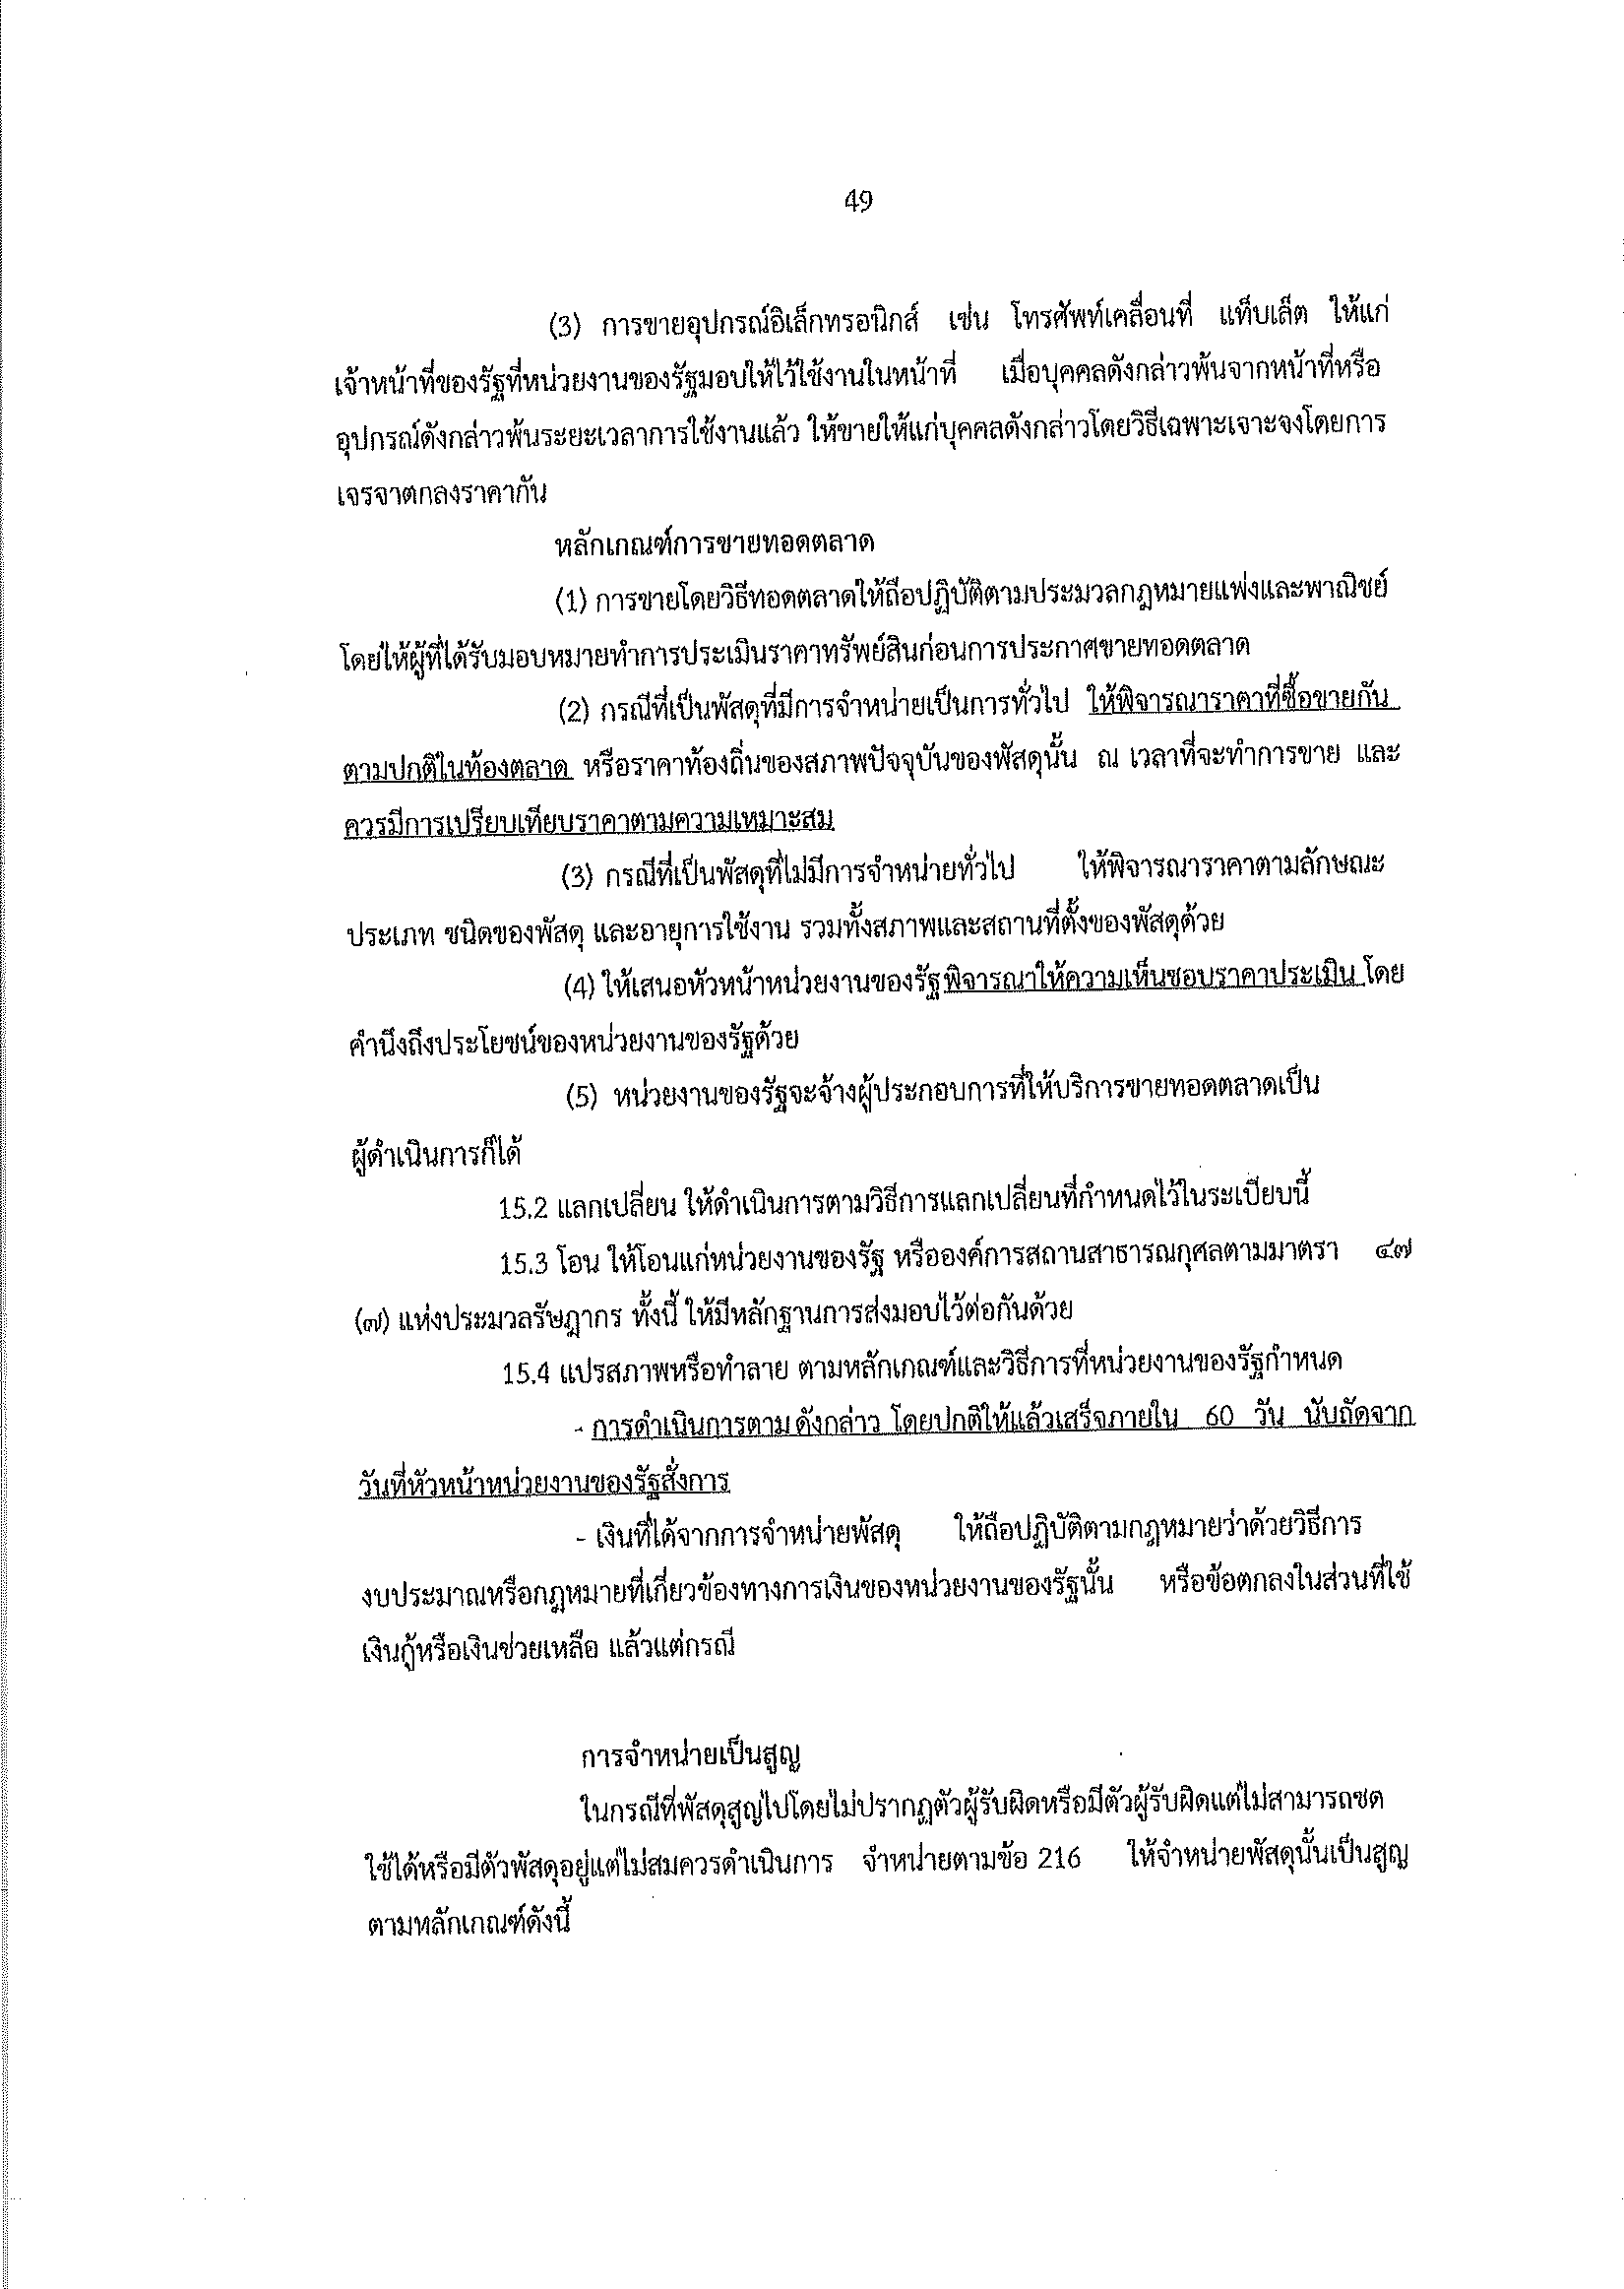 49
(3) การขายอุปกรณ์อิเล็กทรอนิกส์ เช่น โทรศัพท์เคลื่อนที่ แท็บเล็ต ให้แก่
เจ้าหน้าที่ของรัฐที่หน่วยงานของรัฐมอบให้ไว้ใช้งานในหน้าที่ เมื่อบุคคลดังกล่าวพ้นจากหน้าที่หรือ
อุปกรณ์ดังกล่าวพ้นระยะเวลาการใช้งานแล้ว ให้ขายให้แก่บุคคลดังกล่าวโดยวิธีเฉพาะเจาะจงโดยการ
เจรจาตกลงราคากัน
หลักเกณฑ์การขายทอดตลาด
(1) การขายโดยวิธีทอดตลาดให้ถือปฏิบัติตามประมวลกฎหมายแพ่งและพาณิชย์
โดยให้ผู้ที่ได้รับมอบหมายทำการประเมินราคาทรัพย์สินก่อนการประกาศขายทอดตลาด
(2) กรณีที่เป็นพัสดุที่มีการจำหน่ายเป็นการทั่วไป ให้พิจารณาราคาที่ซื้อขายกัน
ตามปกติในท้องตลาด หรือราคาท้องถิ่นของสภาพปัจจุบันของพัสดุนั้น ณ เวลาที่จะทำการขาย และ
ควรมีการเปรียบเทียบราคาตามความเหมาะสม
(3) กรณีที่เป็นพัสดุที่ไม่มีการจำหน่ายทั่วไป ให้พิจารณาราคาตามลักษณะ
ประเภท ชนิดของพัสดุ และอายุการใช้งาน รวมทั้งสภาพและสถานที่ตั้งของพัสดุด้วย
(4) ให้เสนอหัวหน้าหน่วยงานของรัฐพิจารณาให้ความเห็นชอบราคาประเมิน โดย
คำนึงถึงประโยชน์ของหน่วยงานของรัฐด้วย
(5) หน่วยงานของรัฐจะจ้างผู้ประกอบการที่ให้บริการขายทอดตลาดเป็น
ผู้ดำเนินการก็ได้
15.2 แลกเปลี่ยน ให้ดำเนินการตามวิธีการแลกเปลี่ยนที่กำหนดไว้ในระเบียบนี้
15.3 โอน ให้โอนแก่หน่วยงานของรัฐ หรือองค์การสถานสาธารณกุศลตามมาตรา ๔๗
(๗) แห่งประมวลรัษฎากร ทั้งนี้ ให้มีหลักฐานการส่งมอบไว้ต่อกันด้วย
15.4 แปรสภาพหรือทำลาย ตามหลักเกณฑ์และวิธีการที่หน่วยงานของรัฐกำหนด
- การดำเนินการตาม ดังกล่าว โดยปกติให้แล้วเสร็จภายใน 60 วัน นับถัดจาก
วันที่หัวหน้าหน่วยงานของรัฐสั่งการ
- เงินที่ได้จากการจำหน่ายพัสดุ ให้ถือปฏิบัติตามกฎหมายว่าด้วยวิธีการ
งบประมาณหรือกฎหมายที่เกี่ยวข้องทางการเงินของหน่วยงานของรัฐนั้น หรือข้อตกลงในส่วนที่ใช้
เงินกู้หรือเงินช่วยเหลือ แล้วแต่กรณี
การจำหน่ายเป็นสูญ
ในกรณีที่พัสดุสูญไปโดยไม่ปรากฏตัวผู้รับผิดหรือมีตัวผู้รับผิดแต่ไม่สามารถชด
ใช้ได้หรือมีตัวพัสดุอยู่แต่ไม่สมควรดำเนินการ จำหน่ายตามข้อ 216 ให้จำหน่ายพัสดุนั้นเป็นสูญ
ตามหลักเกณฑ์ดังนี้